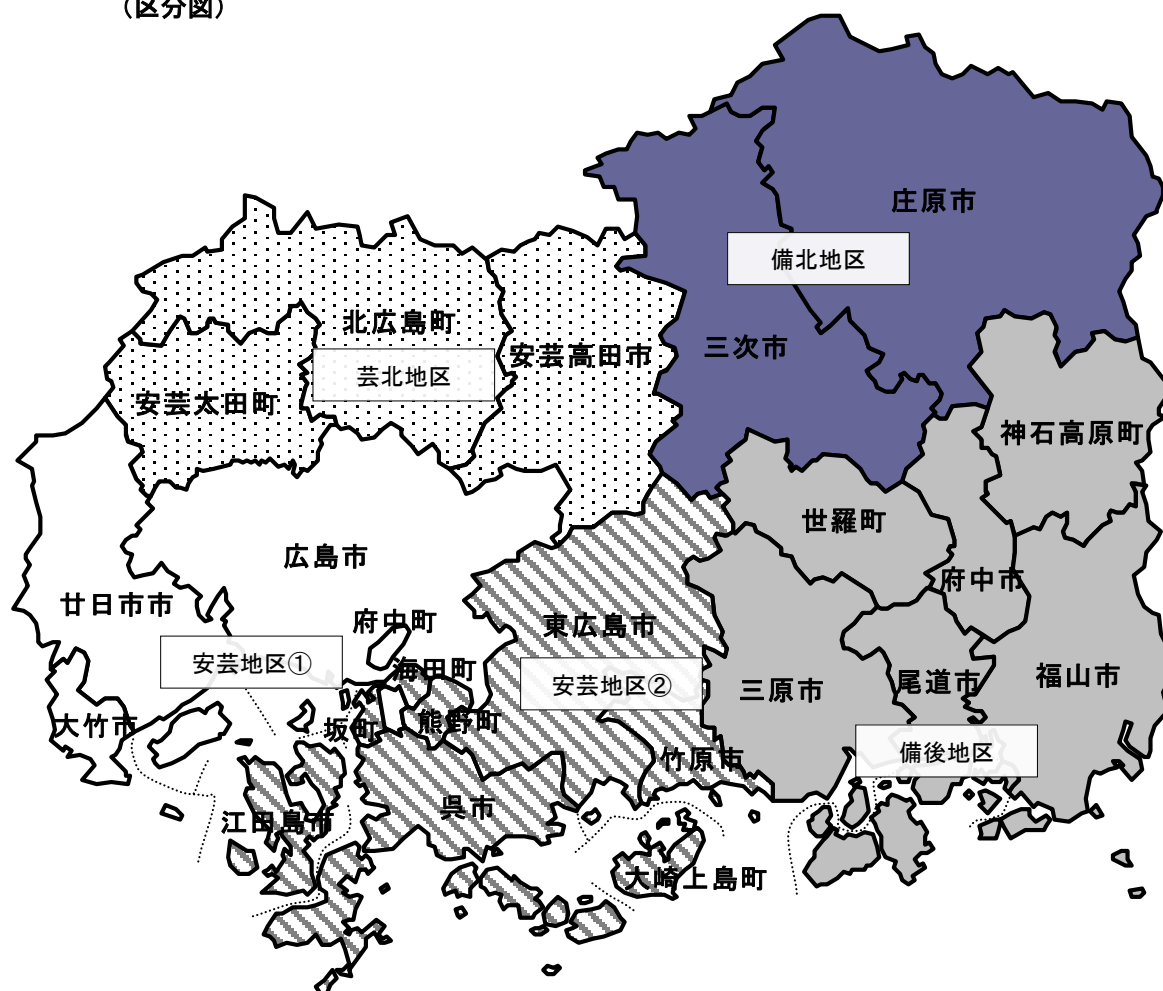 （区分図）
庄原市
備北地区
北広島町
三次市
安芸高田市
芸北地区
安芸太田町
神石高原町
世羅町
広島市
府中市
廿日市市
府中町
東広島市
安芸地区①
海田町
安芸地区②
福山市
尾道市
三原市
大竹市
坂町
熊野町
備後地区
竹原市
呉市
江田島市
大崎上島町